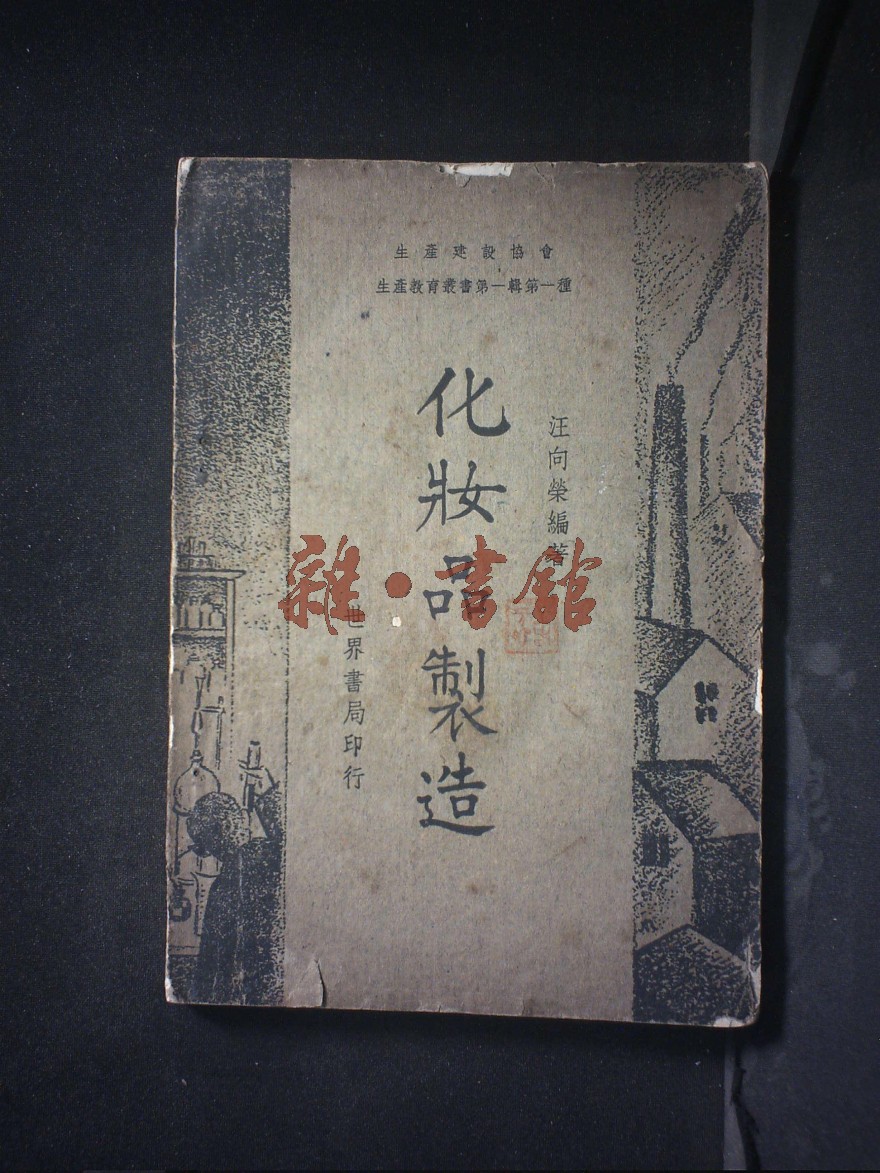 生產建設協會
生產教育叢書第一輯第一種
汪向榮編著
化妝品製造
世界書局印行
雜·書館